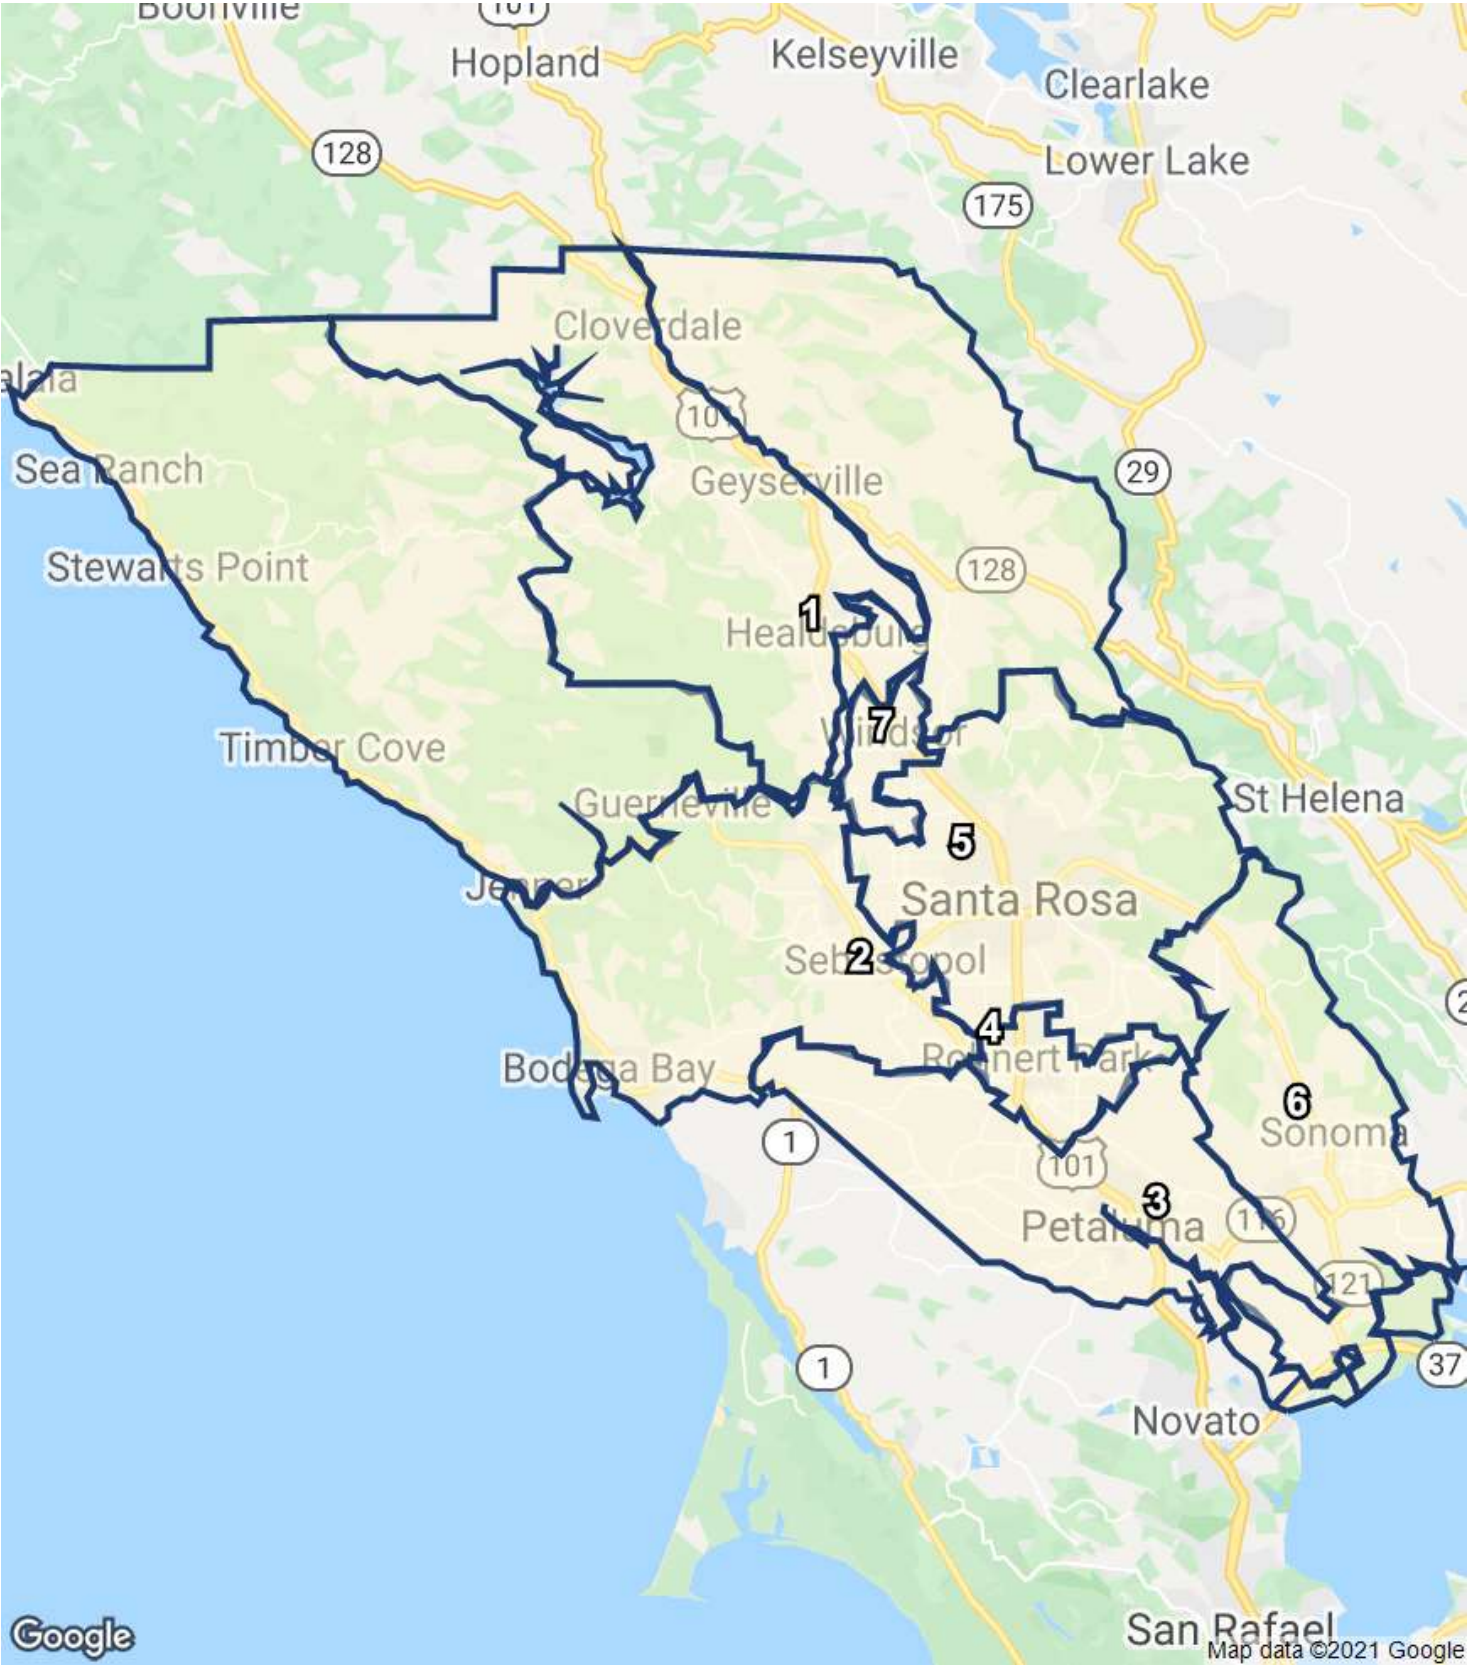 Boonville
101
Hopland
Kelseyville
Clearlake
128
Lower Lake
175
Cloverdale
alala
101
Sea Ranch
Geyserville
29
Stewarts Point
128
1
Healdsburg
7
Windsor
Timber Cove
Guerneville
St Helena
5
Jenner
Santa Rosa
2
Sebastopol
4
Rohnert Park
Bodega Bay
6
Sonoma
1
101
3
Petaluma
116
121
1
37
Novato
San Rafael
Google
Map data ©2021 Google